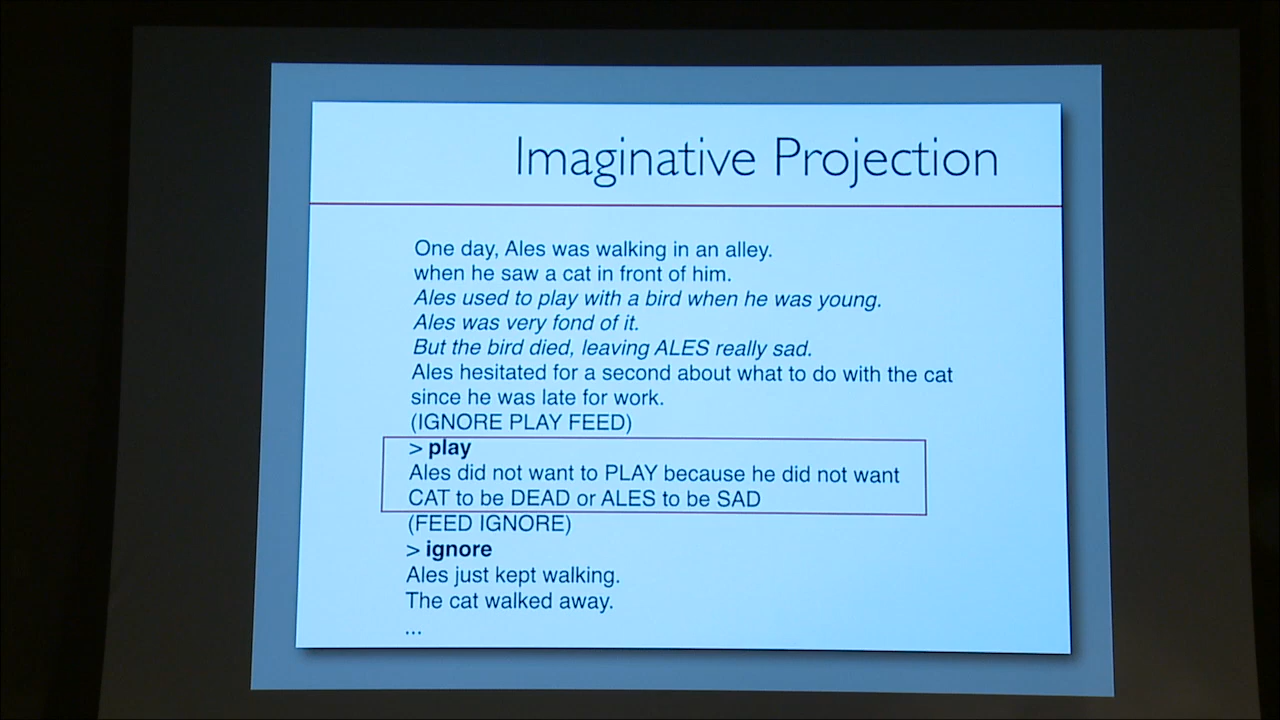 Imaginative Projection
One day, Ales was walking in an alley.
when he saw a cat in front of him.
Ales used to play with a bird when he was young.
Ales was very fond of it.
But the bird died, leaving ALES really sad.
Ales hesitated for a second about what to do with the cat
since he was late for work.
(IGNORE PLAY FEED)
> play
Ales did not want to PLAY because he did not want
CAT to be DEAD or ALES to be SAD
(FEED IGNORE)
> ignore
Ales just kept walking.
The cat walked away.
...